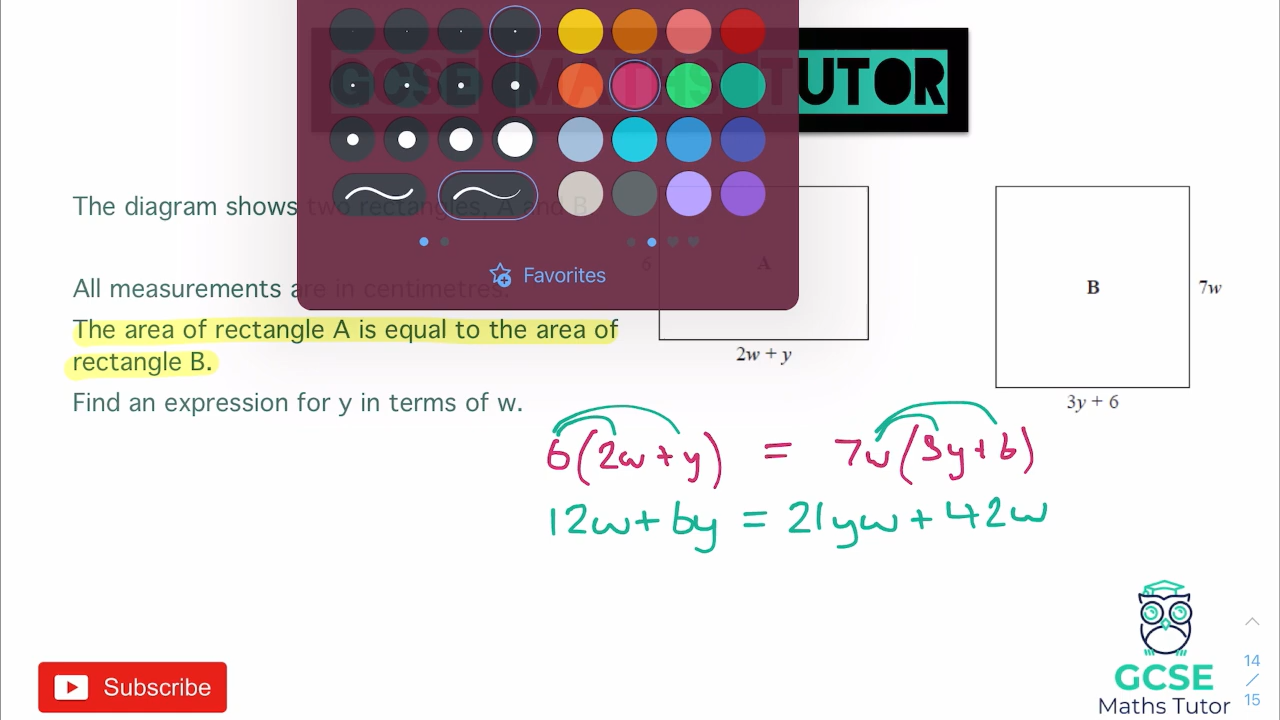 GCSE MATHS TUTOR
The diagram shows two rectangles, A and B
6
A
All measurements are in centimetres.
Favorites
B
7w
The area of rectangle A is equal to the area of
rectangle B.
2w + y
Find an expression for y in terms of w.
3y + 6
6(2w+y) = 7w(3y+6)
12w+6y = 21yw+42w
Subscribe
GCSE
Maths Tutor
14
/
15